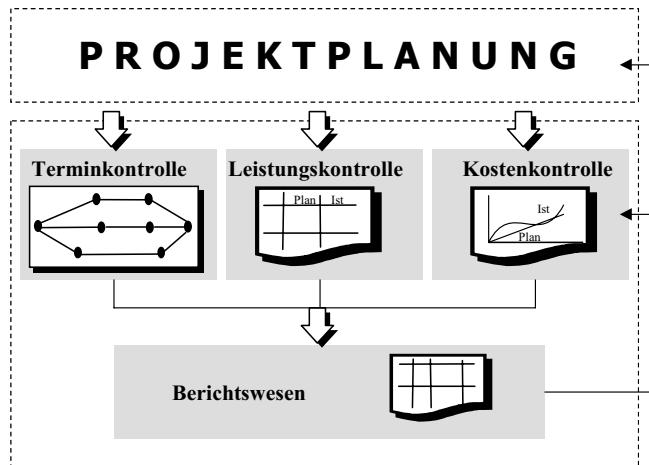 PROJEKTPLANUNG
Terminkontrolle
Leistungskontrolle
Kostenkontrolle
Plan Ist
Ist
Plan
Berichtswesen